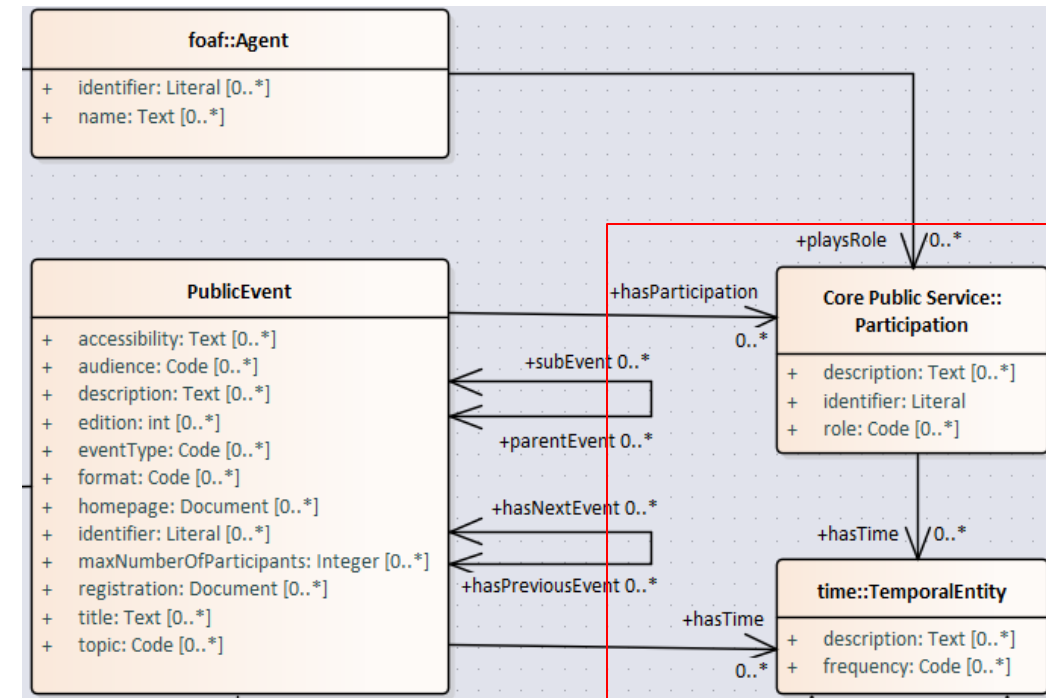 foaf::Agent
+ identifier: Literal [0..*]
+ name: Text [0..*]
+playsRole 0..*
PublicEvent
+ accessibility: Text [0..*]
+ audience: Code [0..*]
+ description: Text [0..*]
+ edition: int [0..*]
+ eventType: Code [0..*]
+ format: Code [0..*]
+ homepage: Document [0..*]
+ identifier: Literal [0..*]
+ maxNumberOfParticipants: Integer [0..*]
+ registration: Document [0..*]
+ title: Text [0..*]
+ topic: Code [0..*]
+hasParticipation
0..*
+subEvent 0..*
+parentEvent 0..*
+hasNextEvent 0..*
+hasPreviousEvent 0..*
+hasTime
0..*
Core Public Service::
Participation
+ description: Text [0..*]
+ identifier: Literal
+ role: Code [0..*]
+hasTime 0..*
time::TemporalEntity
+ description: Text [0..*]
+ frequency: Code [0..*]